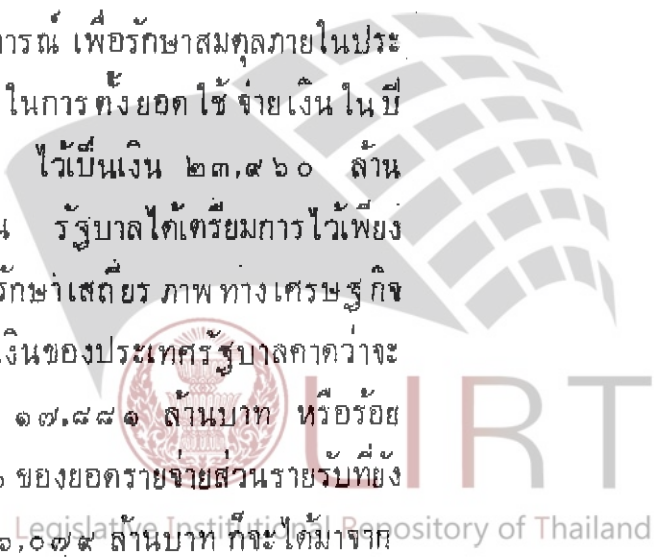 ารณ์ เพื่อรักษาสมดุลภายในประ
ในการตั้งยอดใช้จ่ายเงินในปี
ไว้เป็นเงิน ๒๓,๙๖๐ ล้าน
น รัฐบาลได้เตรียมการไว้เพียง
รักษาเสถียรภาพทางเศรษฐกิจ
เงินของประเทศรัฐบาลคาดว่าจะ
๑๗,๘๘๑ ล้านบาท หรือร้อย
ของยอดรายจ่ายส่วนรายรับที่ยัง
๖,๐๗๙ ล้านบาท ก็จะได้มาจาก
LIRT
Legislative Institutional Repository of Thailand